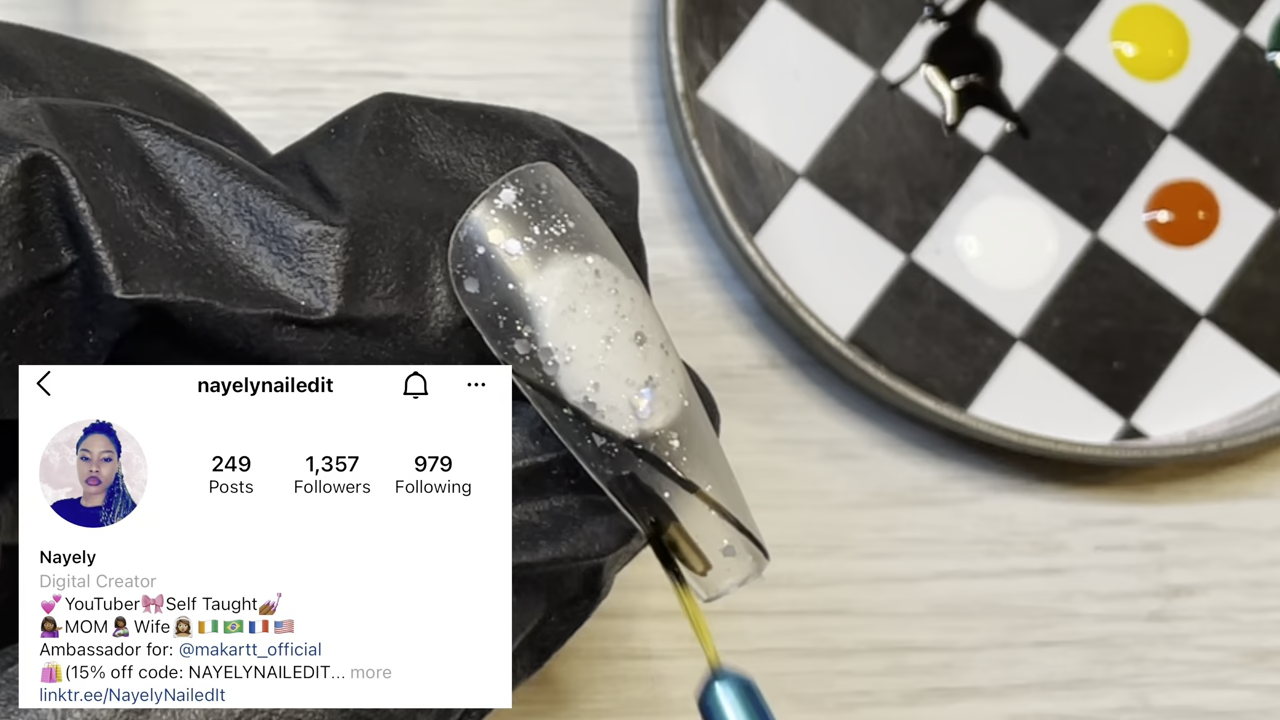 nayelynailedit
249 1,357 979
Posts Followers Following
Nayely
Digital Creator
💕YouTuber🎀Self Taught💅🏾
💁🏾‍♀️MOM🤱🏾Wife👰🏾‍♀️🇮🇪🇧🇷🇫🇷🇺🇸
Ambassador for: @makartt_official
🛍️(15% off code: NAYELYNAILEDIT... more
linktr.ee/NayelyNailedIt